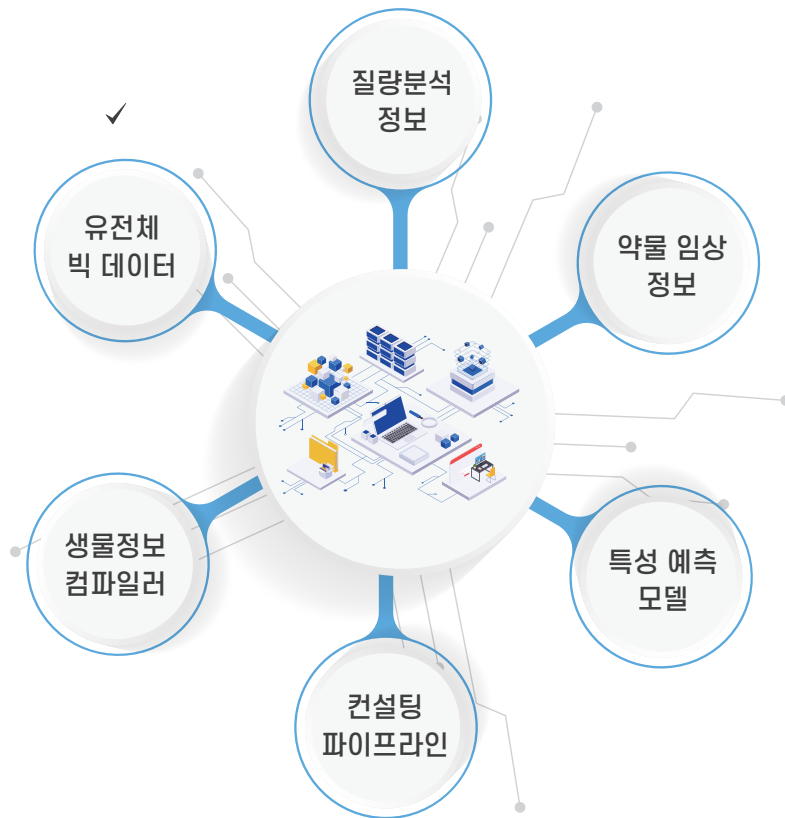 질량분석
정보
유전체
빅 데이터
약물 임상
정보
생물정보
컴파일러
특성 예측
모델
컨설팅
파이프라인